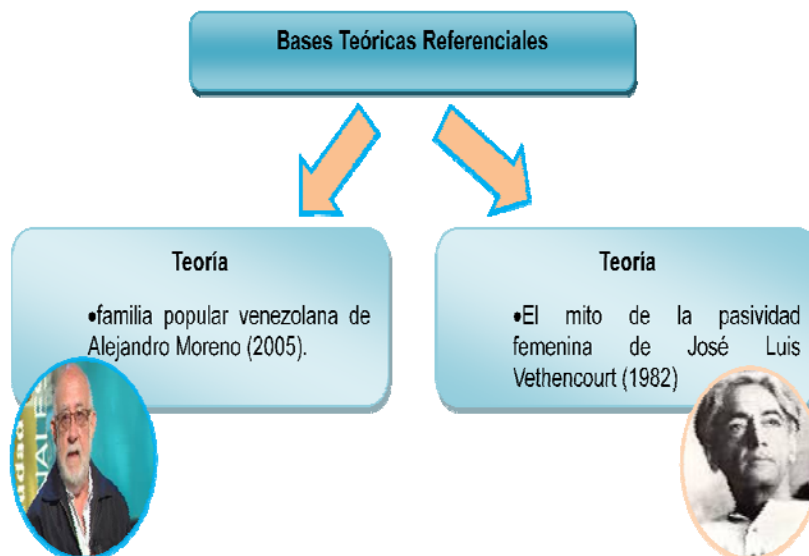 Bases Teóricas Referenciales
Teoría
•familia popular venezolana de
Alejandro Moreno (2005).
Teoría
•El mito de la pasividad
femenina de José Luis
Vethencourt (1982)